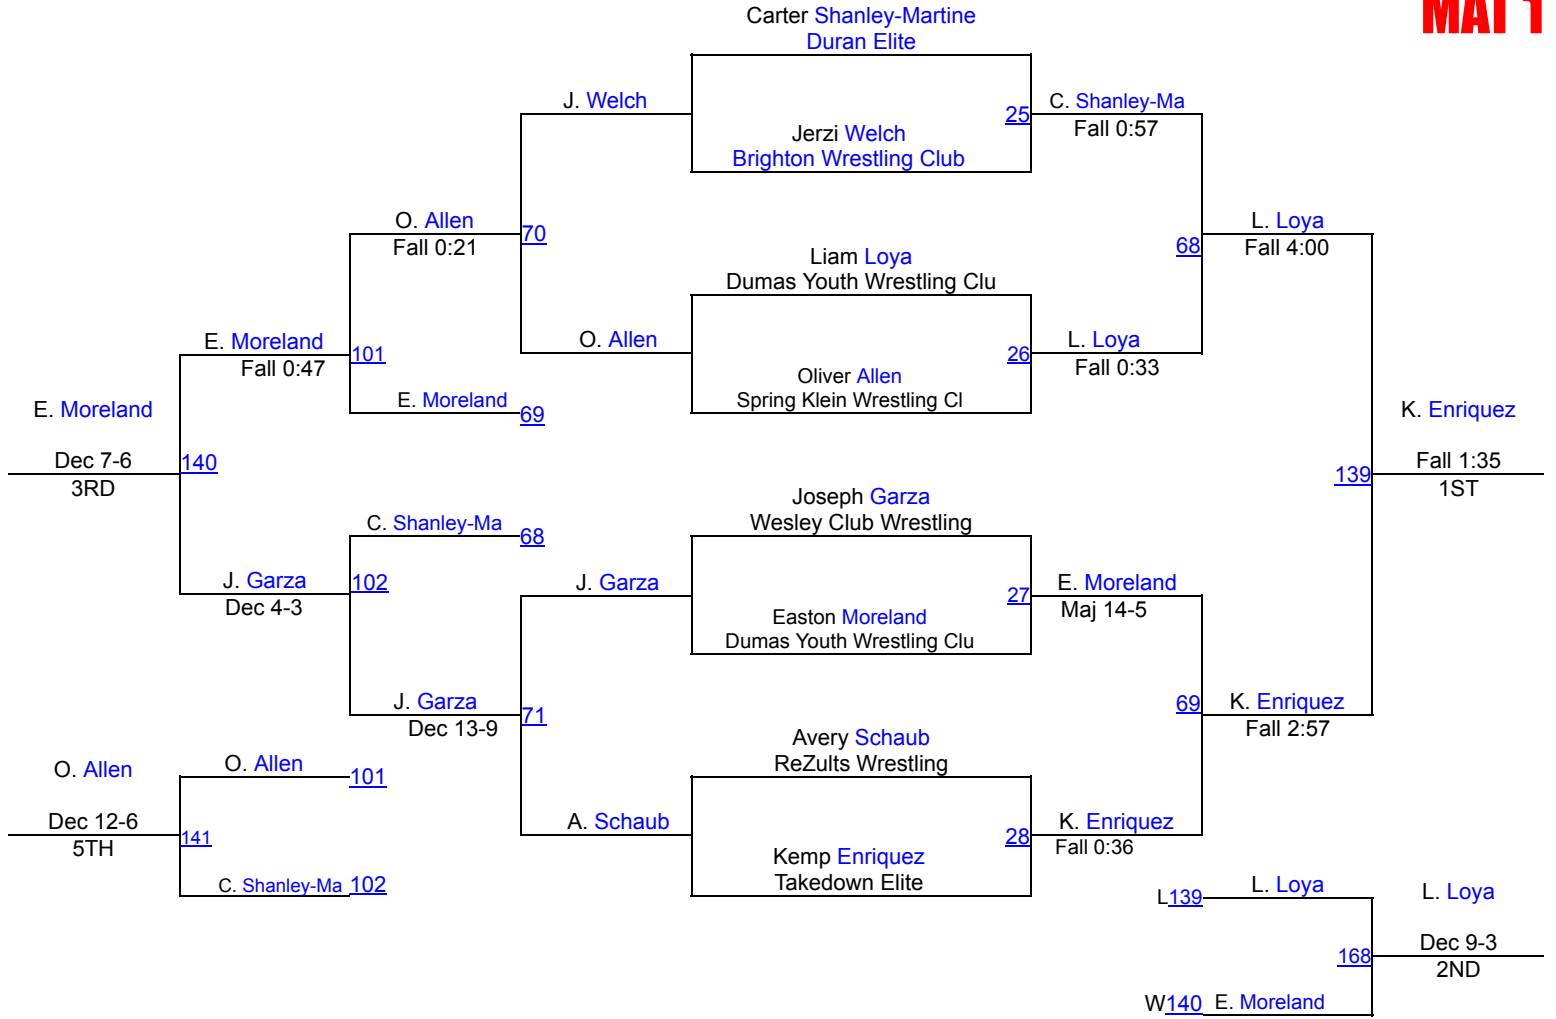 MAT 1
Carter Shanley-Martine
Duran Elite
J. Welch
25
C. Shanley-Ma
Fall 0:57
Jerzi Welch
Brighton Wrestling Club
O. Allen
Fall 0:21
70
68
L. Loya
Fall 4:00
Liam Loya
Dumas Youth Wrestling Clu
E. Moreland
Fall 0:47
101
O. Allen
26
L. Loya
Fall 0:33
Oliver Allen
Spring Klein Wrestling Cl
E. Moreland
69
E. Moreland
Dec 7-6
3RD
140
K. Enriquez
139
Fall 1:35
1ST
Joseph Garza
Wesley Club Wrestling
C. Shanley-Ma
68
J. Garza
Dec 4-3
102
J. Garza
27
E. Moreland
Maj 14-5
Easton Moreland
Dumas Youth Wrestling Clu
J. Garza
Dec 13-9
71
69
K. Enriquez
Fall 2:57
Avery Schaub
ReZults Wrestling
O. Allen
O. Allen
101
Dec 12-6
5TH
141
A. Schaub
28
K. Enriquez
Fall 0:36
Kemp Enriquez
Takedown Elite
C. Shanley-Ma
102
L139
L. Loya
L. Loya
168
Dec 9-3
2ND
W140
E. Moreland